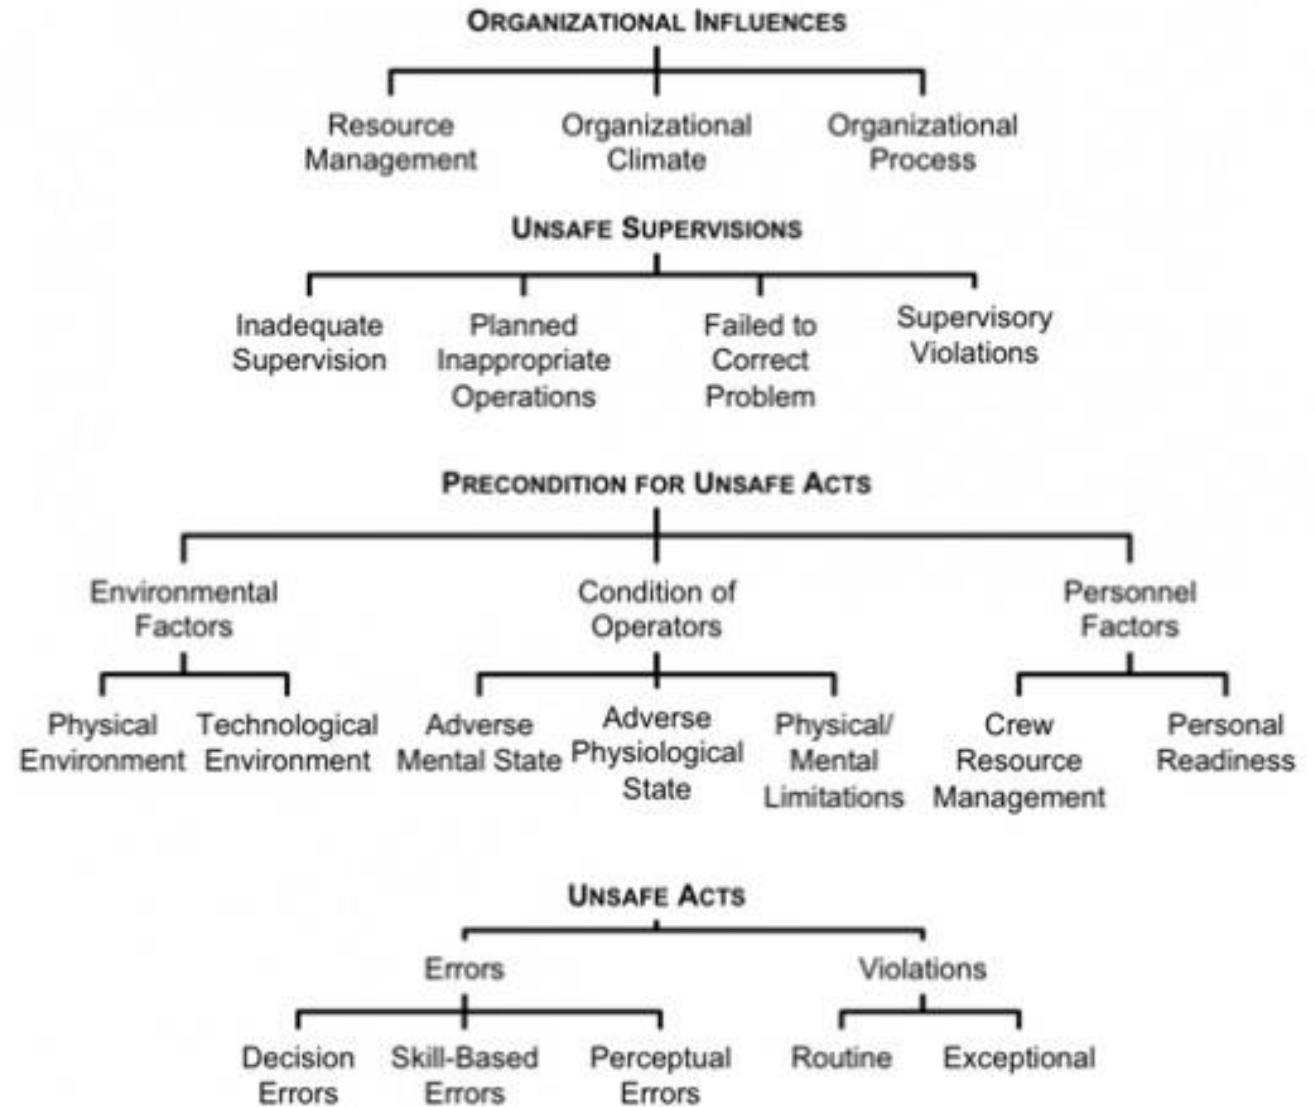 ORGANIZATIONAL INFLUENCES
Resource
Management
Organizational
Climate
Organizational
Process
UNSAFE SUPERVISIONS
Inadequate
Supervision
Planned
Inappropriate
Operations
Failed to
Correct
Problem
Supervisory
Violations
PRECONDITION FOR UNSAFE ACTS
Environmental
Factors
Condition of
Operators
Personnel
Factors
Physical
Environment
Technological
Environment
Adverse
Mental State
Adverse
Physiological
State
Physical/
Mental
Limitations
Crew
Resource
Management
Personal
Readiness
UNSAFE ACTS
Errors
Violations
Decision
Errors
Skill-Based
Errors
Perceptual
Errors
Routine
Exceptional